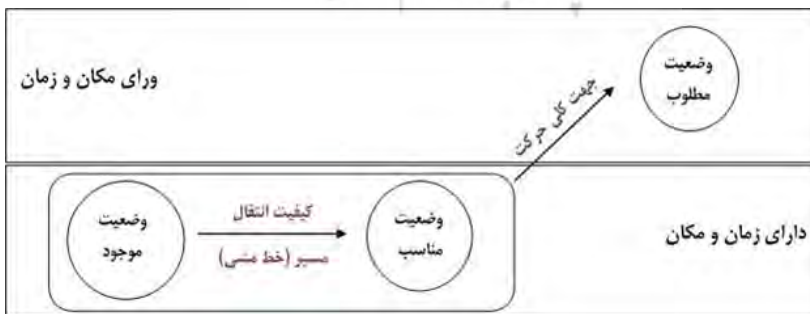 وضعیت
مطلوب
ورای مکان و زمان
جهت کلی حرکت
دارای زمان و مکان
وضعیت
مناسب
کیفیت انتقال
مسیر (خط مشی)
وضعیت
موجود